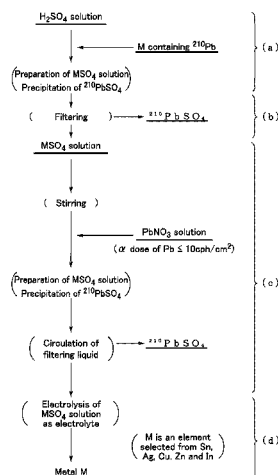 H2SO4 solution
M containing 210Pb
(a)
Preparation of MSO4 solution
Precipitation of 210PbSO4
( Filtering )
210PbSO4
(b)
MSO4 solution
( Stirring )
PbNO3 solution
(α dose of Pb ≤ 10cph/cm2)
Preparation of MSO4 solution
Precipitation of 210PbSO4
(c)
Circulation of
filtering liquid
210PbSO4
Electrolysis of
MSO4 solution
as electrolyte
M is an element
selected from Sn,
Ag, Cu, Zn and In
(d)
Metal M